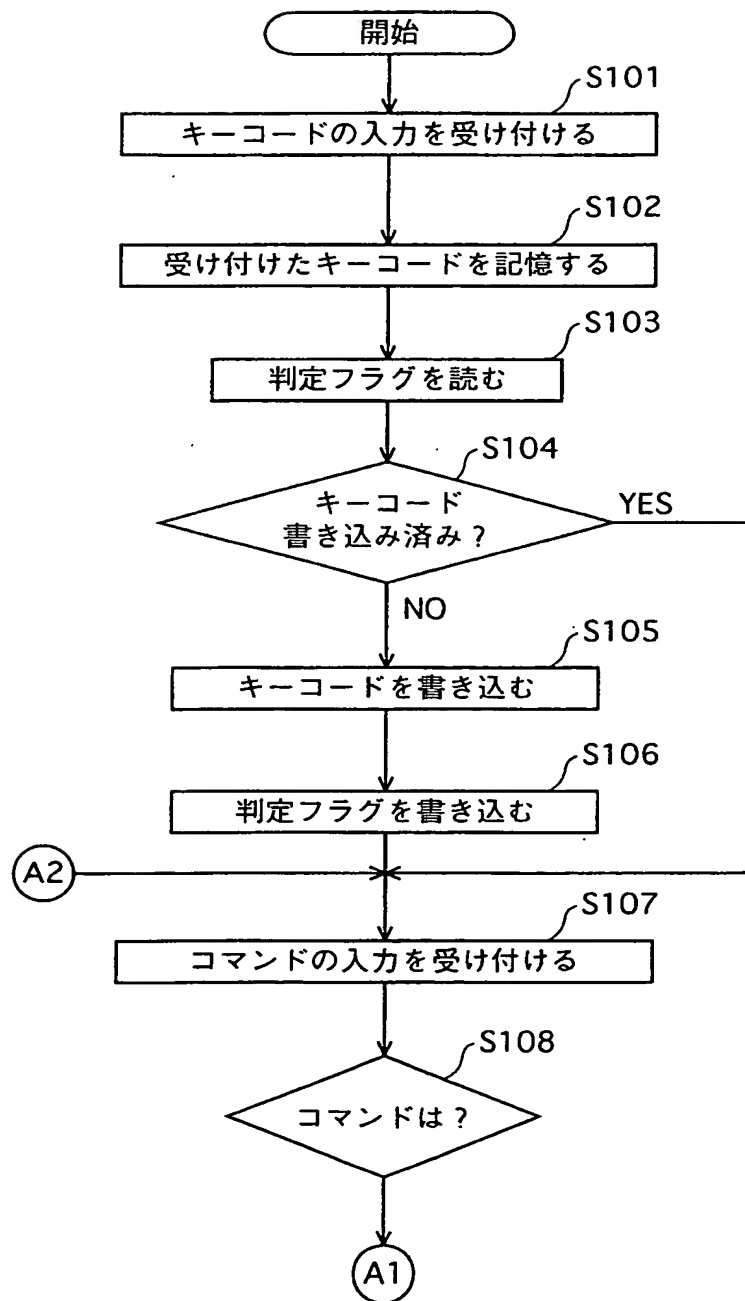 開始
S101
キーコードの入力を受け付ける
S102
受け付けたキーコードを記憶する
S103
判定フラグを読む
S104
キーコード
書き込み済み？
YES
NO
S105
キーコードを書き込む
S106
判定フラグを書き込む
A2
S107
コマンドの入力を受け付ける
S108
コマンドは？
A1